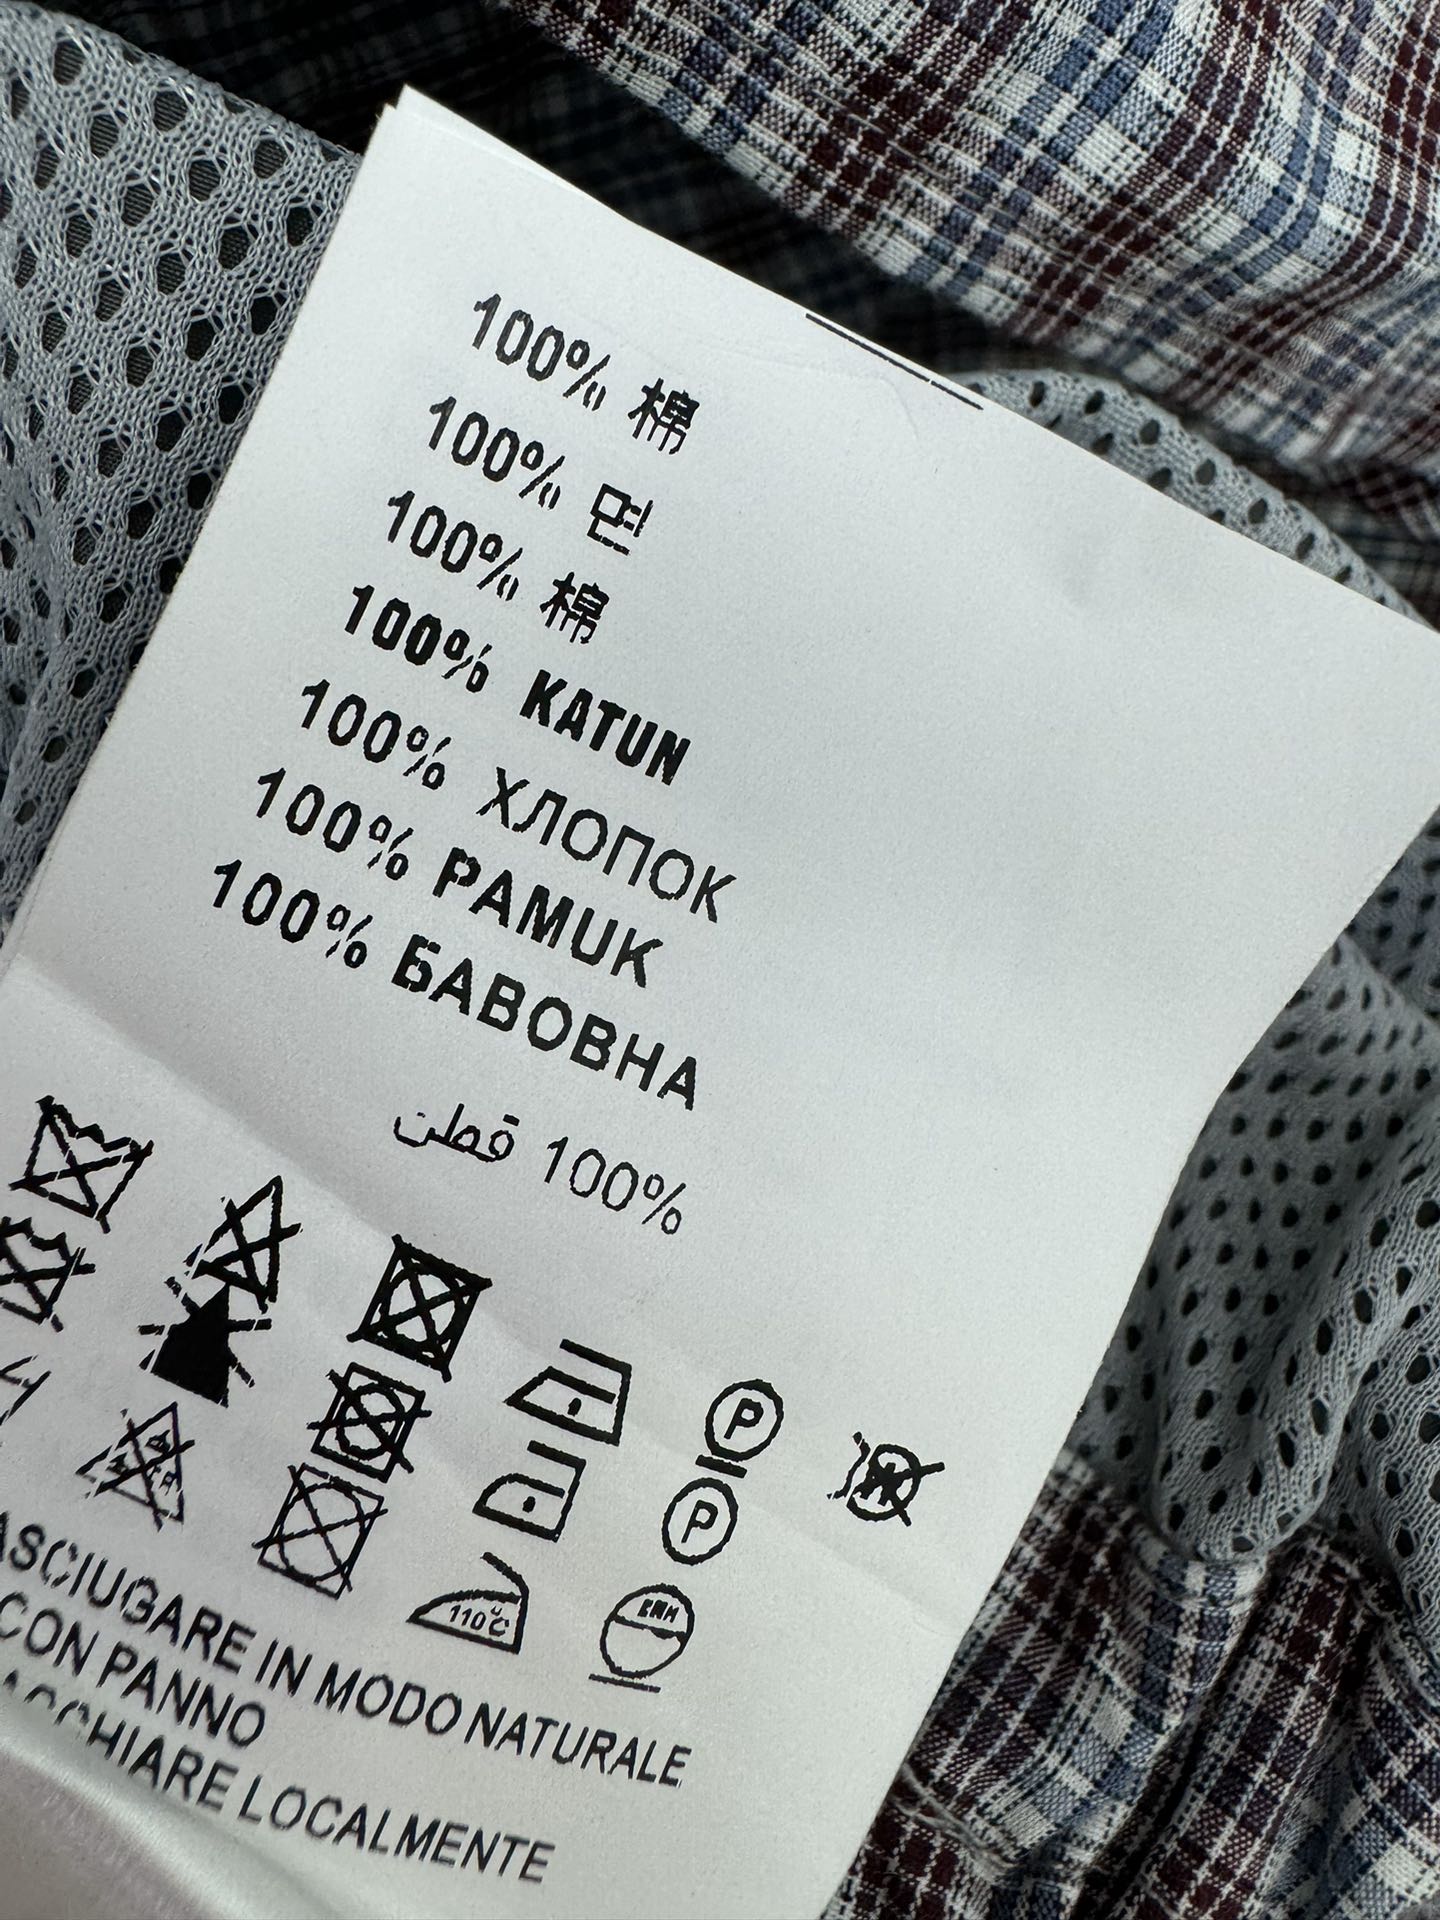 100% 棉
100% 면
100% 棉
100% KATUN
100% ХЛОПОК
100% PAMUK
100% БАВОВНА
100% قطن
P
P
110°C
ASCIUGARE IN MODO NATURALE
CON PANNO
LOCALMENTE